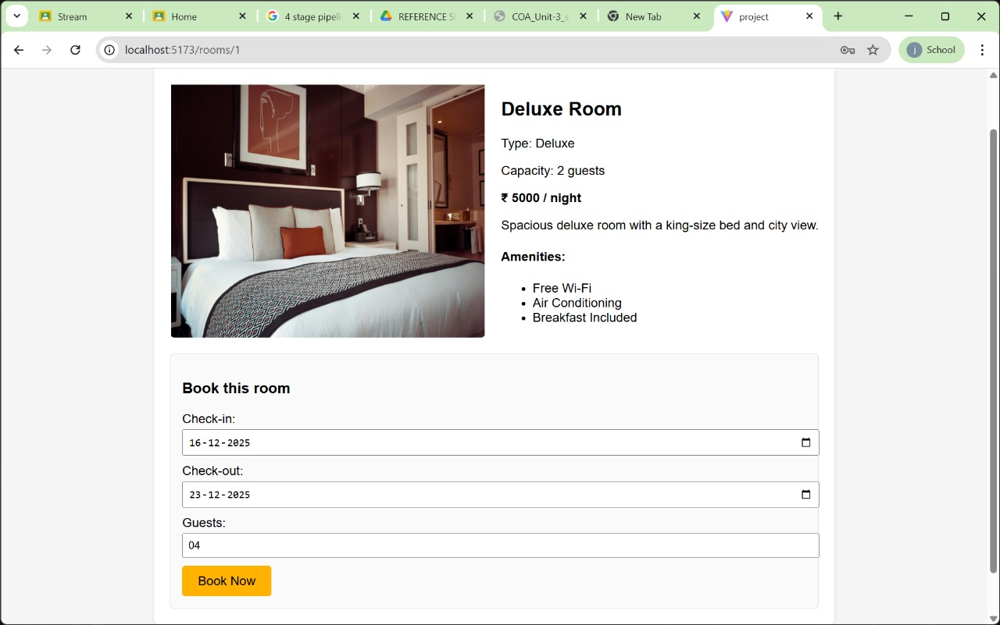 Stream
Home
4 stage pipeli
REFERENCE S
COA_Unit-3_s
New Tab
project
localhost:5173/rooms/1
j
School
Deluxe Room
Type: Deluxe
Capacity: 2 guests
₹ 5000 / night
Spacious deluxe room with a king-size bed and city view.
Amenities:
• Free Wi-Fi
• Air Conditioning
• Breakfast Included
Book this room
Check-in:
16-12-2025
Check-out:
23-12-2025
Guests:
04
Book Now